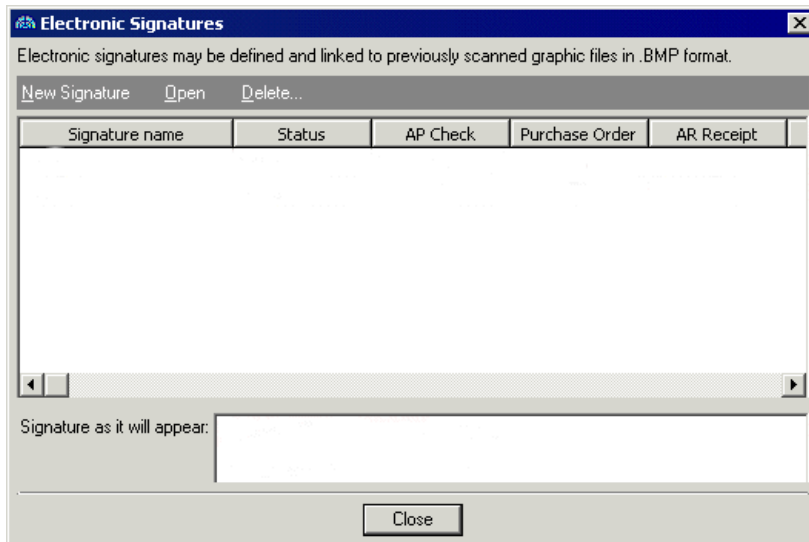 Electronic Signatures
Electronic signatures may be defined and linked to previously scanned graphic files in .BMP format.
New Signature Open Delete...
Signature name Status AP Check Purchase Order AR Receipt
Signature as it will appear:
Close